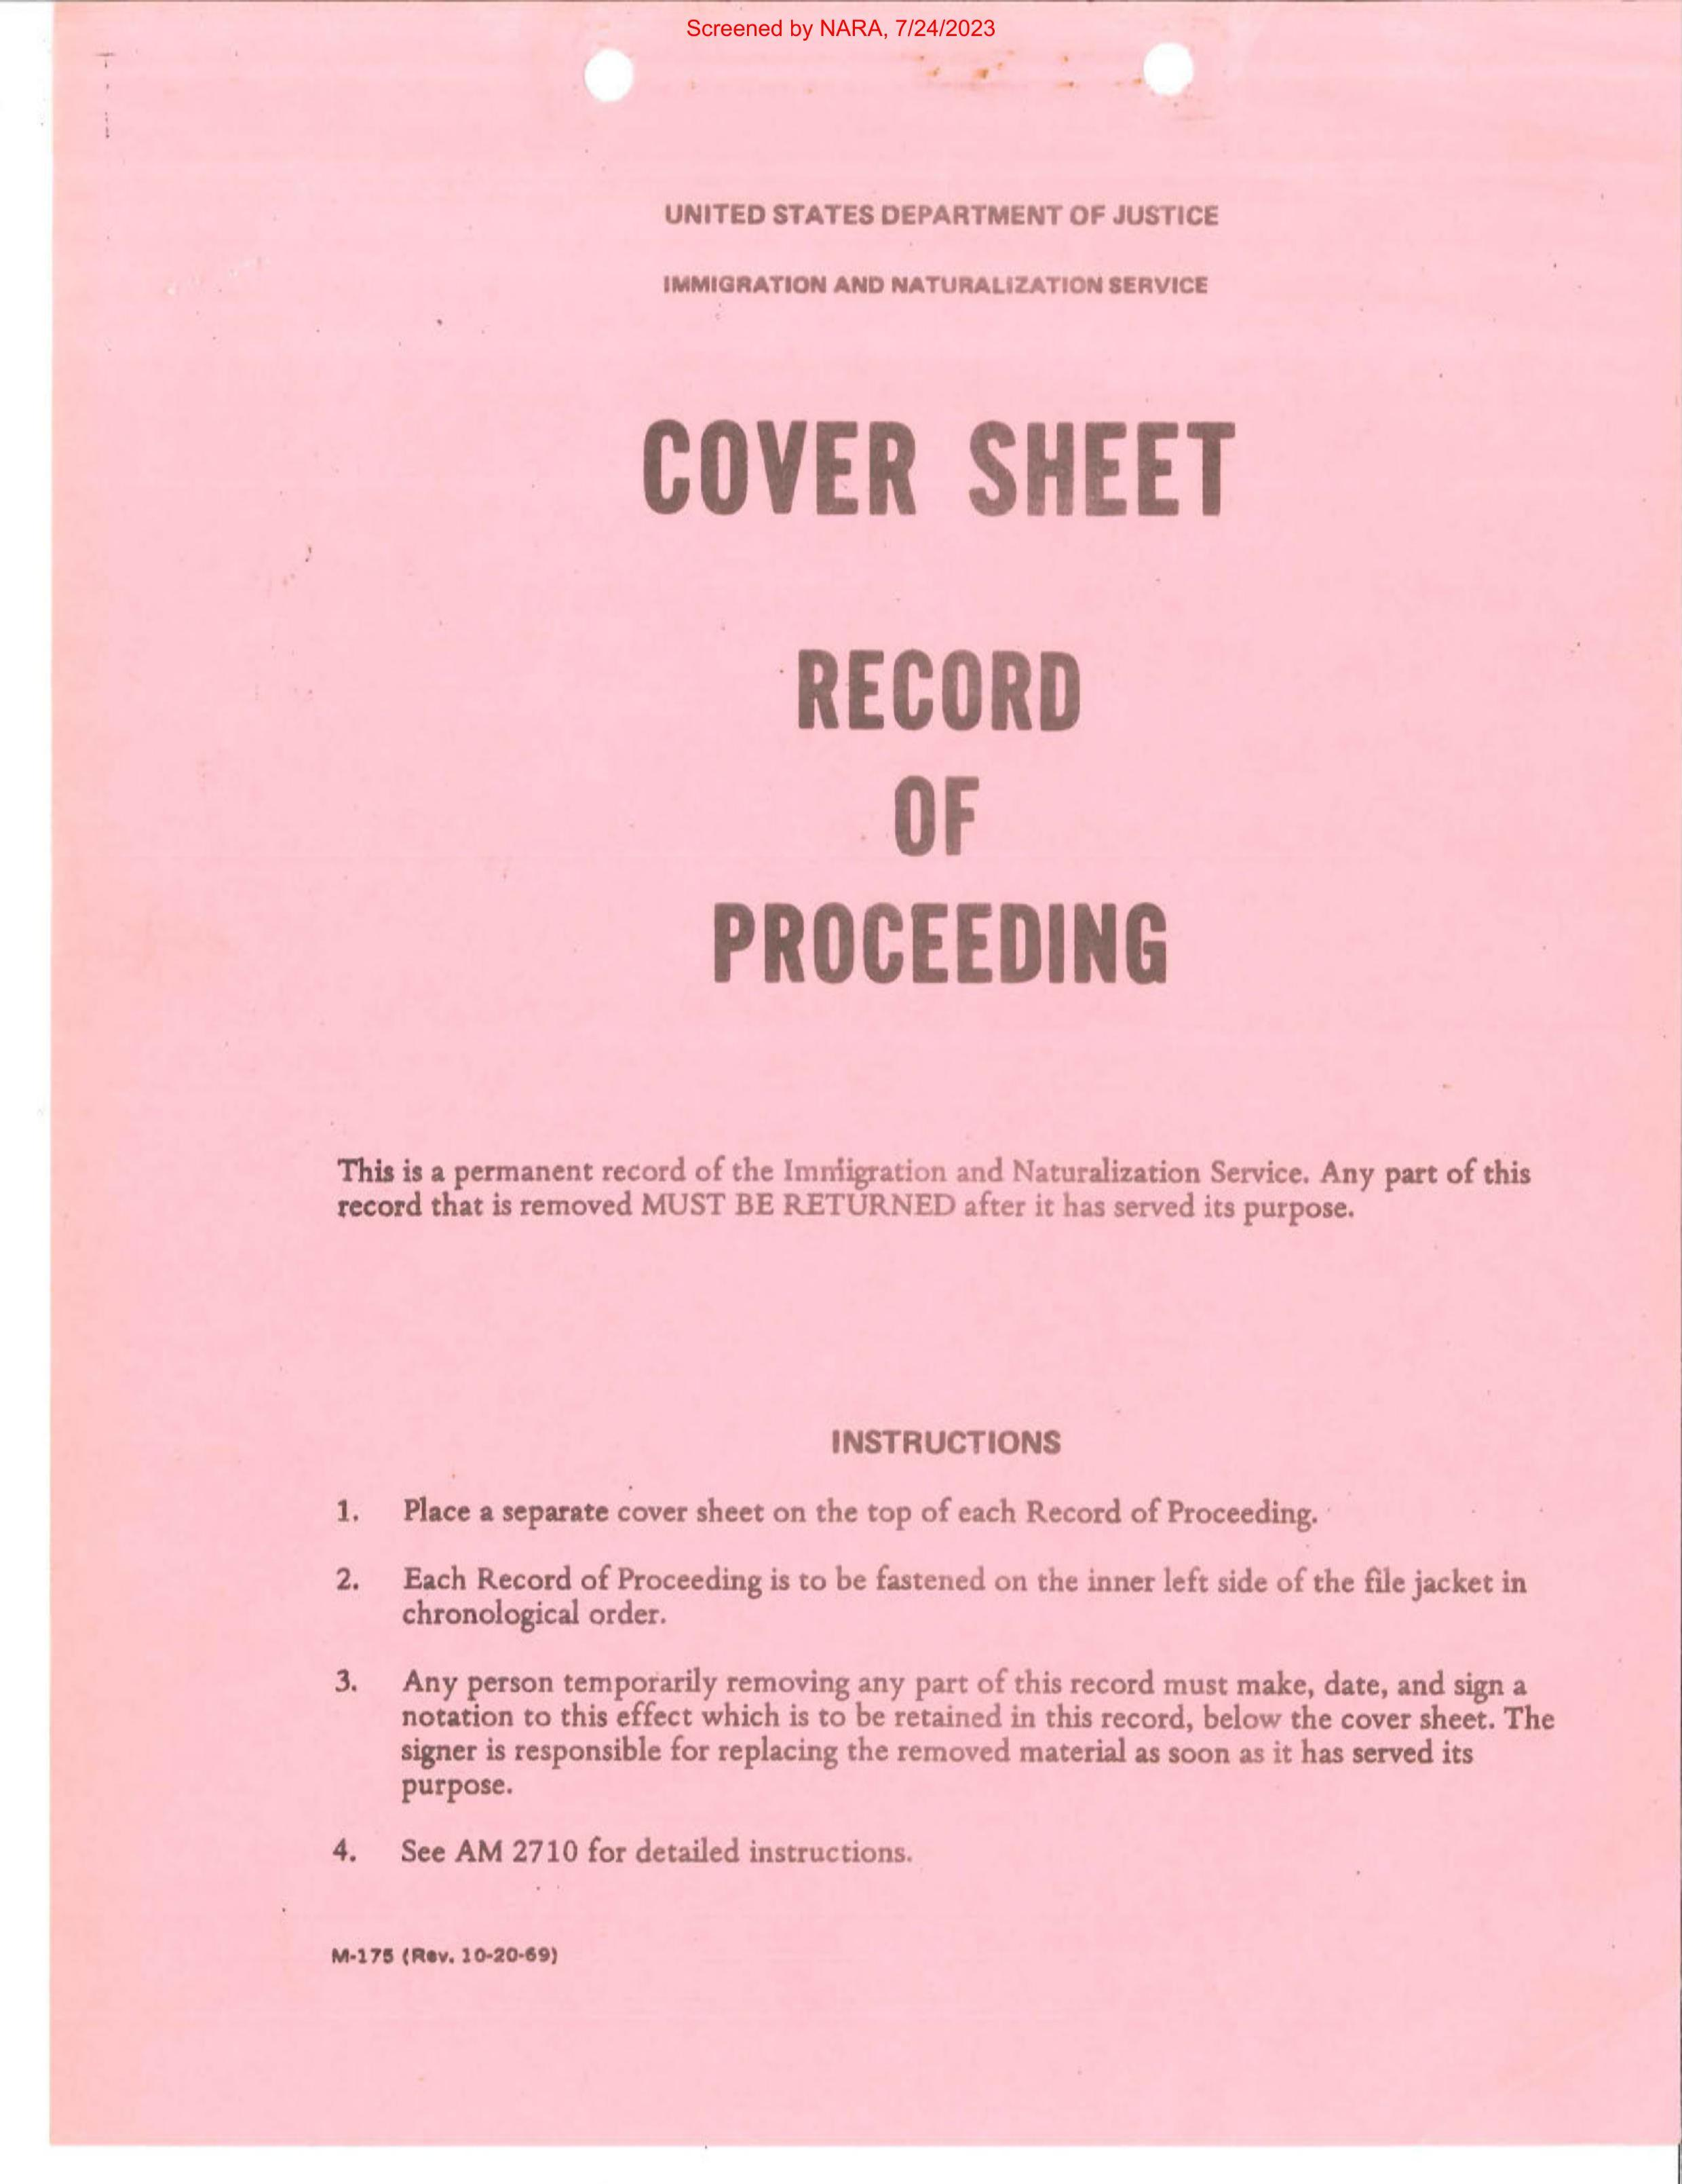 Screened by NARA, 7/24/2023
UNITED STATES DEPARTMENT OF JUSTICE
IMMIGRATION AND NATURALIZATION SERVICE
COVER SHEET
RECORD
OF
PROCEEDING
This is a permanent record of the Immigration and Naturalization Service. Any part of this
record that is removed MUST BE RETURNED after it has served its purpose.
INSTRUCTIONS
1. Place a separate cover sheet on the top of each Record of Proceeding.
2. Each Record of Proceeding is to be fastened on the inner left side of the file jacket in
chronological order.
3. Any person temporarily removing any part of this record must make, date, and sign a
notation to this effect which is to be retained in this record, below the cover sheet. The
signer is responsible for replacing the removed material as soon as it has served its
purpose.
4. See AM 2710 for detailed instructions.
M-175 (Rev. 10-20-69)